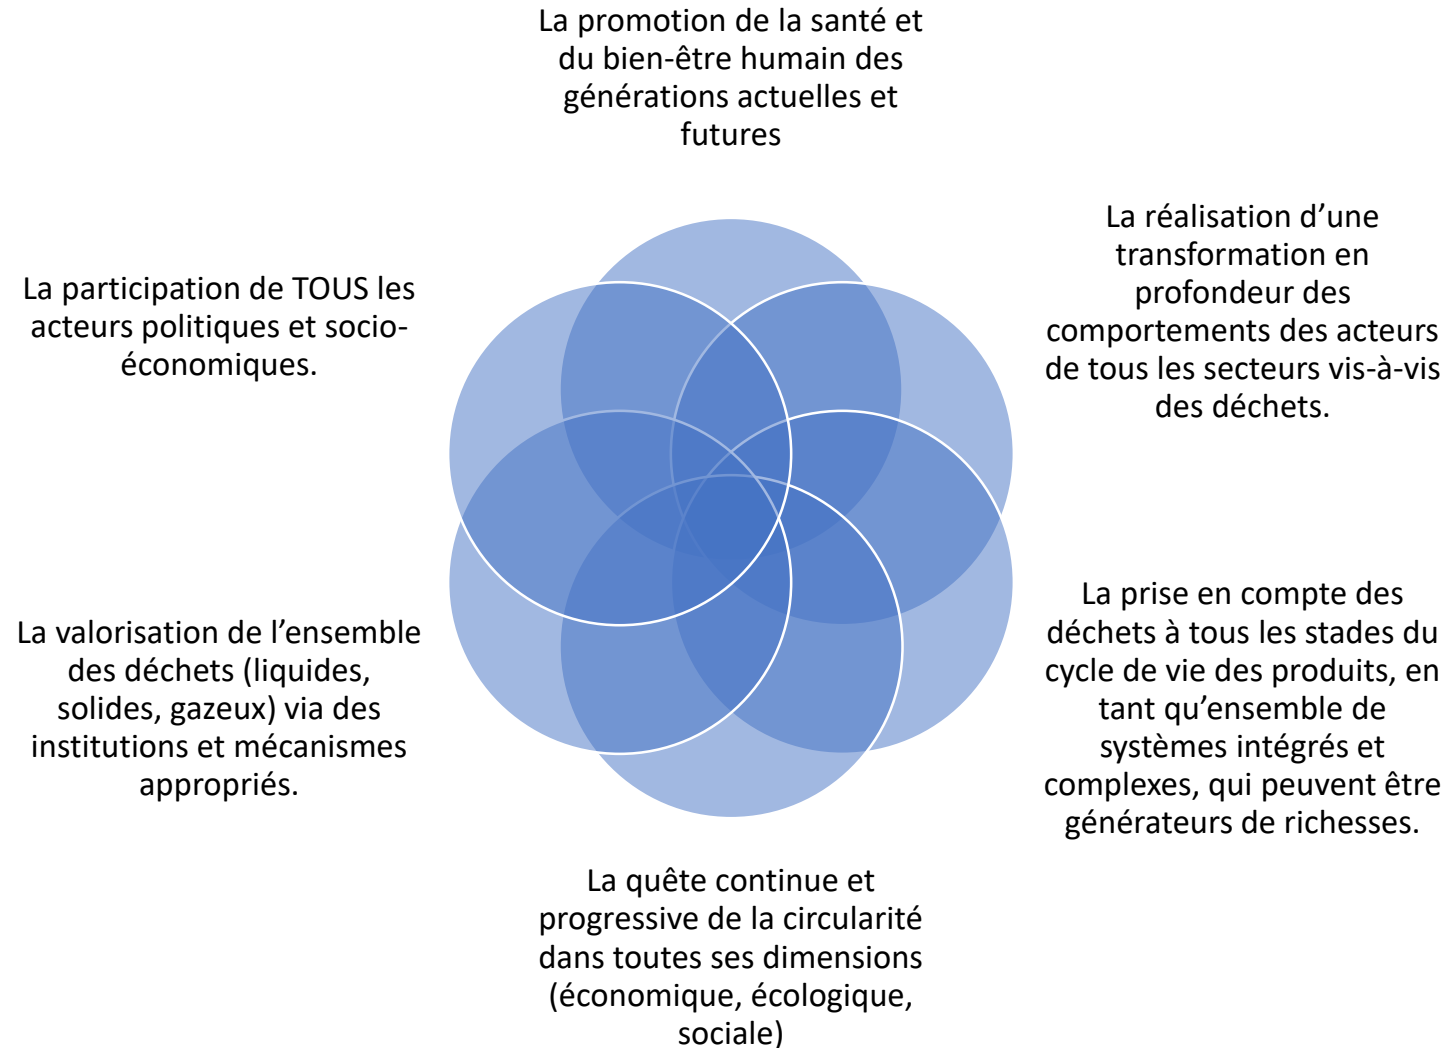 La promotion de la santé et
du bien-être humain des
générations actuelles et
futures
La réalisation d’une
transformation en
profondeur des
comportements des acteurs
de tous les secteurs vis-à-vis
des déchets.
La prise en compte des
déchets à tous les stades du
cycle de vie des produits, en
tant qu’ensemble de
systèmes intégrés et
complexes, qui peuvent être
générateurs de richesses.
La quête continue et
progressive de la circularité
dans toutes ses dimensions
(économique, écologique,
sociale)
La valorisation de l’ensemble
des déchets (liquides,
solides, gazeux) via des
institutions et mécanismes
appropriés.
La participation de TOUS les
acteurs politiques et socio-
économiques.